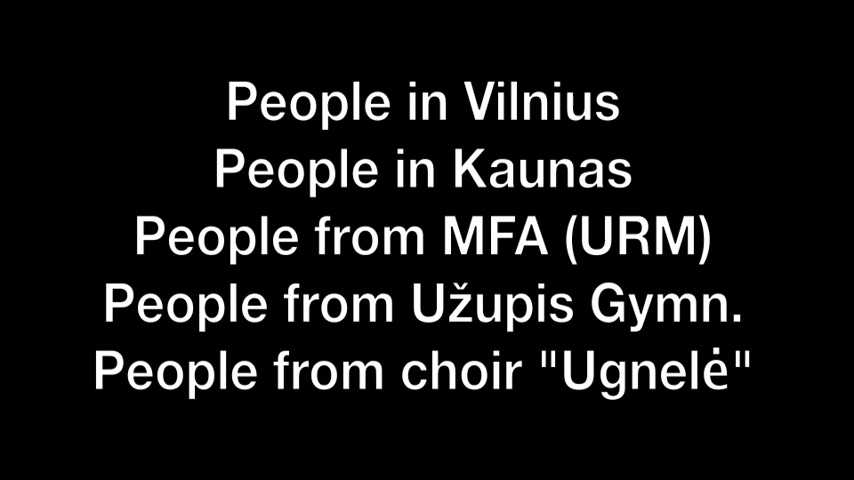 People in Vilnius
People in Kaunas
People from MFA (URM)
People from Užupis Gymn.
People from choir "Ugnelė"